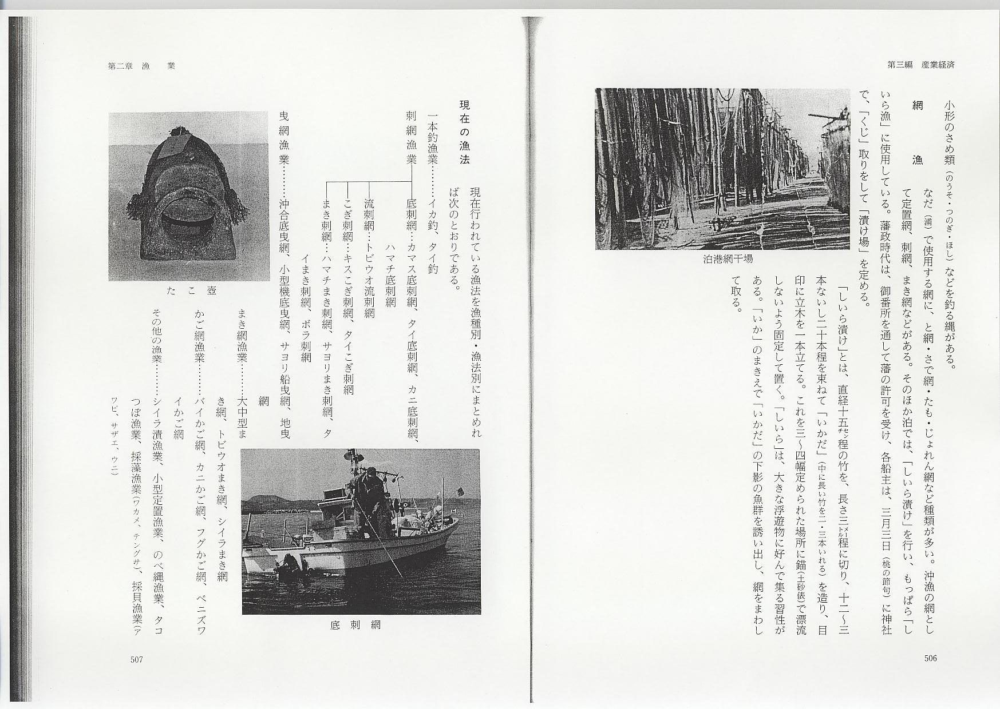 第三編　産業経済
小形のさめ類（のうそ・つのぎ・ほし）などを釣る縄がある。
網　漁
なだ（浦）で使用する網に、と網・さで網・たも・じょれん網など種類が多い。沖漁の網とし
て定置網、刺網、まき網などがある。そのほか泊では、「しいら漬け」を行い、もっぱら「し
いら漁」に使用している。藩政時代は、御番所を通して藩の許可を受け、各船主は、三月三日（桃の節句）に神社
で、「くじ」取りをして「漬け場」を定める。
泊港網干場
「しいら漬け」とは、直経十五センチ程の竹を、長さ三メートル程に切り、十二〜三
本ないし二十本程を束ねて「いかだ」（中に長い竹を二・三本いれる）を造り、目
印に立木を一本立てる。これを三〜四幅定められた場所に錨（土砂俵）で漂流
しないよう固定して置く。「しいら」は、大きな浮遊物に好んで集る習性が
ある。「いか」のまきえで「いかだ」の下影の魚群を誘い出し、網をまわし
て取る。
506
第二章　漁　業
現在の漁法
現在行われている漁法を漁種別・漁法別にまとめれ
ば次のとおりである。
一本釣漁業………イカ釣、タイ釣
刺網漁業 底刺網…カマス底刺網、タイ底刺網、カニ底刺網、
ハマチ底刺網
流刺網…トビウオ流刺網
こぎ刺網…キスこぎ刺網、タイこぎ刺網
まき刺網…ハマチまき刺網、サヨリまき刺網、タ
イまき刺網、ボラ刺網
曳網漁業………沖合底曳網、小型機底曳網、サヨリ船曳網、地曳
網
まき網漁業………大中型ま
き網、トビウオまき網、シイラまき網
かご網漁業………バイかご網、カニかご網、フグかご網、ベニズワ
イかご網
その他の漁業………シイラ漬漁業、小型定置漁業、のべ縄漁業、タコ
つぼ漁業、採藻漁業（ワカメ、テングサ）、採貝漁業（ア
ワビ、サザエ、ウニ）
たこ壺
底刺網
507